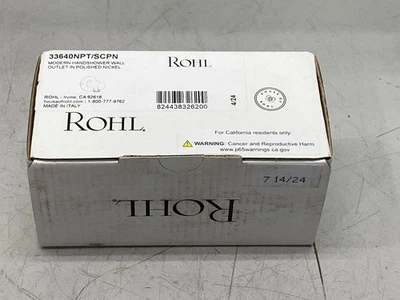 33640NPT/SCPN
MODERN HANDSHOWER WALL
OUTLET IN POLISHED NICKEL
ROHL
ROHL - Irvine, CA 92618
houseofrohl.com | 1-800-777-9762
MADE IN ITALY
824438326200
4/24
ROHL
For California residents only:
WARNING: Cancer and Reproductive Harm
www.p65warnings.ca.gov
7 14/24
ROHL